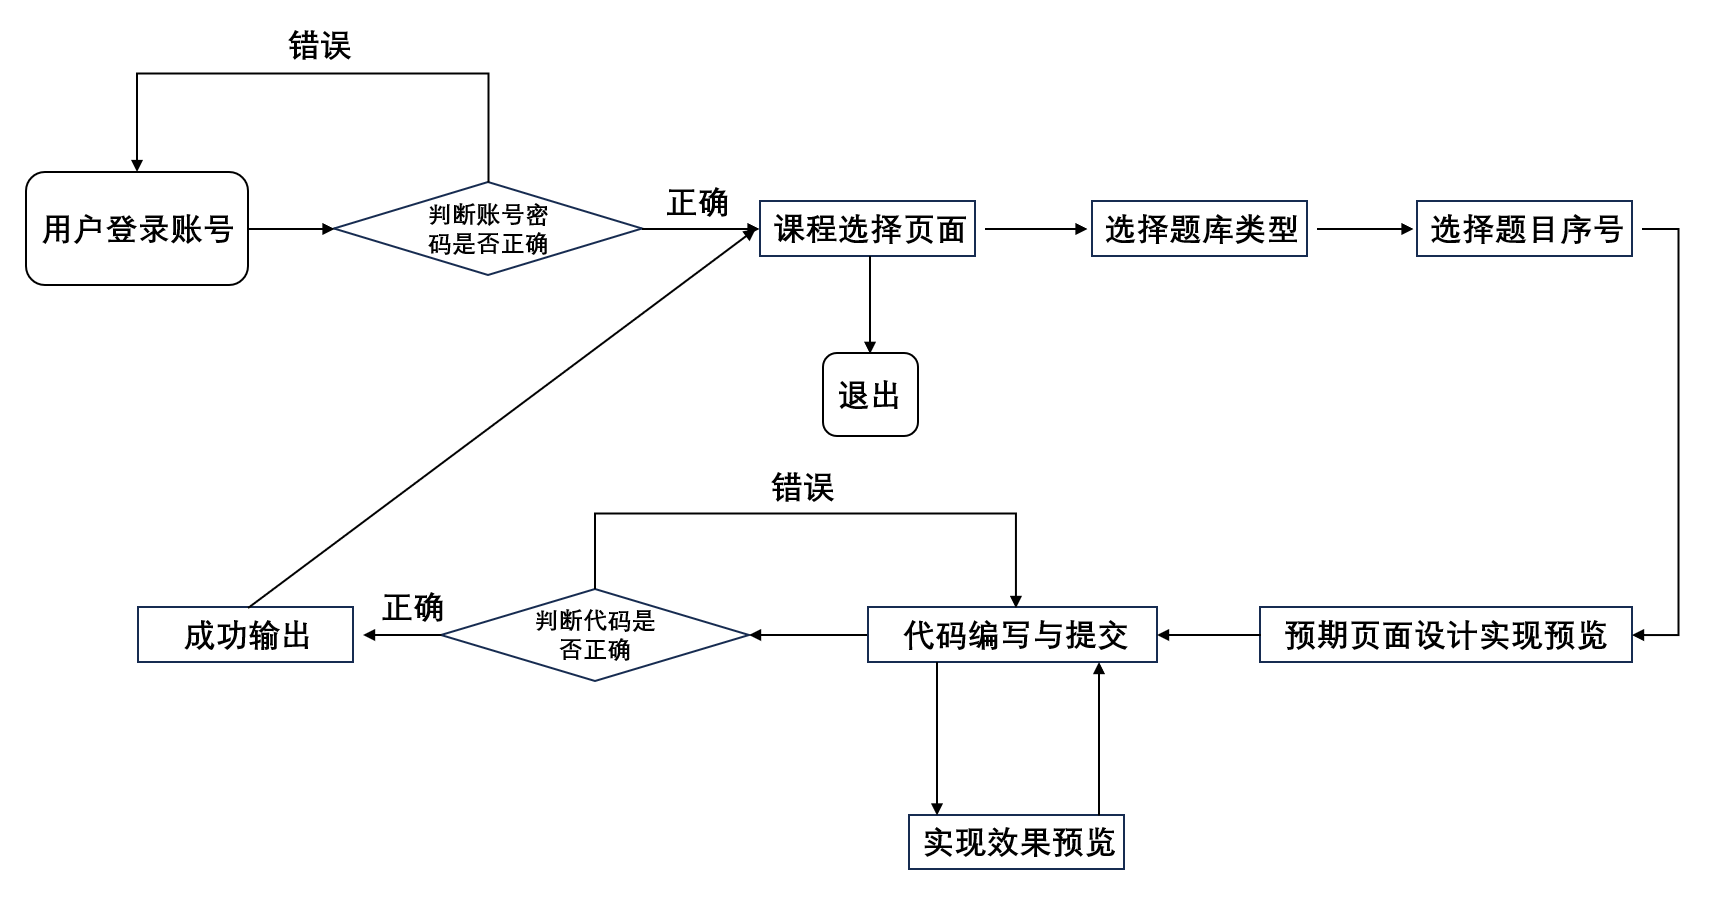 错误
用户登录账号
判断账号密
码是否正确
正确
课程选择页面
选择题库类型
选择题目序号
退出
错误
成功输出
正确
判断代码是
否正确
代码编写与提交
预期页面设计实现预览
实现效果预览